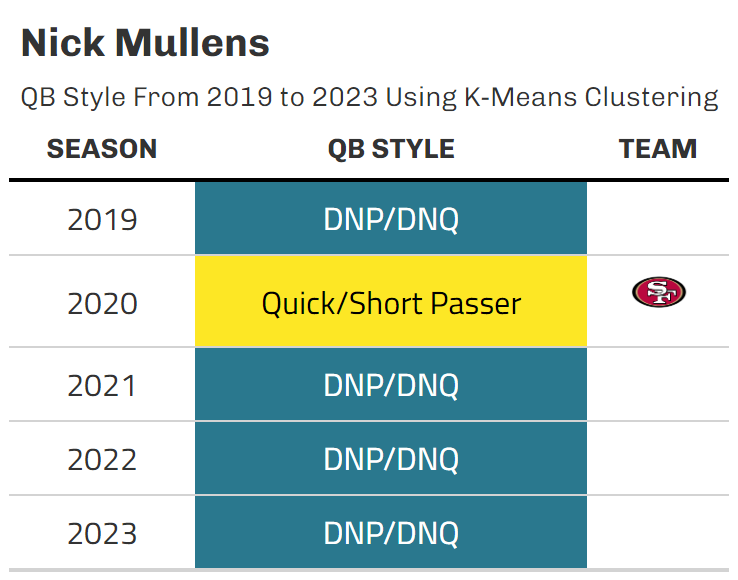 Nick Mullens
QB Style From 2019 to 2023 Using K-Means Clustering
SEASON QB STYLE TEAM
2019 DNP/DNQ
2020 Quick/Short Passer SF
2021 DNP/DNQ
2022 DNP/DNQ
2023 DNP/DNQ